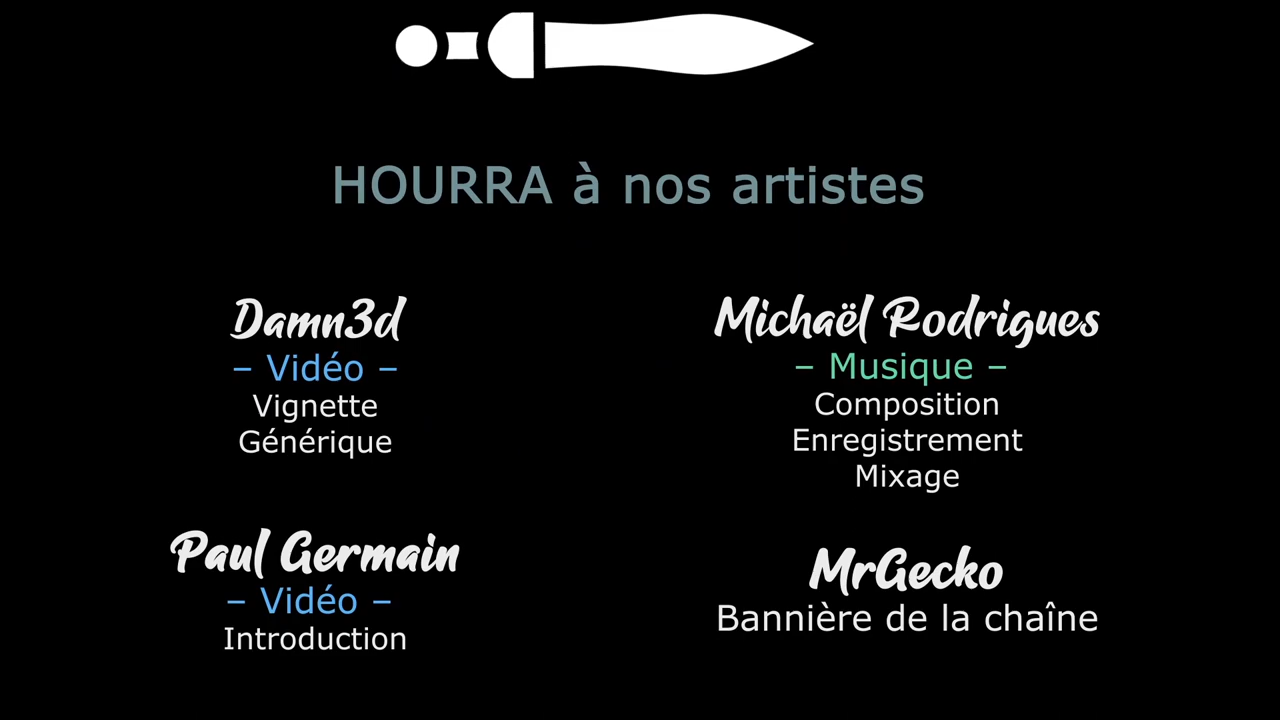 HOURRA à nos artistes
Damn3d
– Vidéo –
Vignette
Générique
Michaël Rodrigues
– Musique –
Composition
Enregistrement
Mixage
Paul Germain
– Vidéo –
Introduction
MrGecko
Bannière de la chaîne